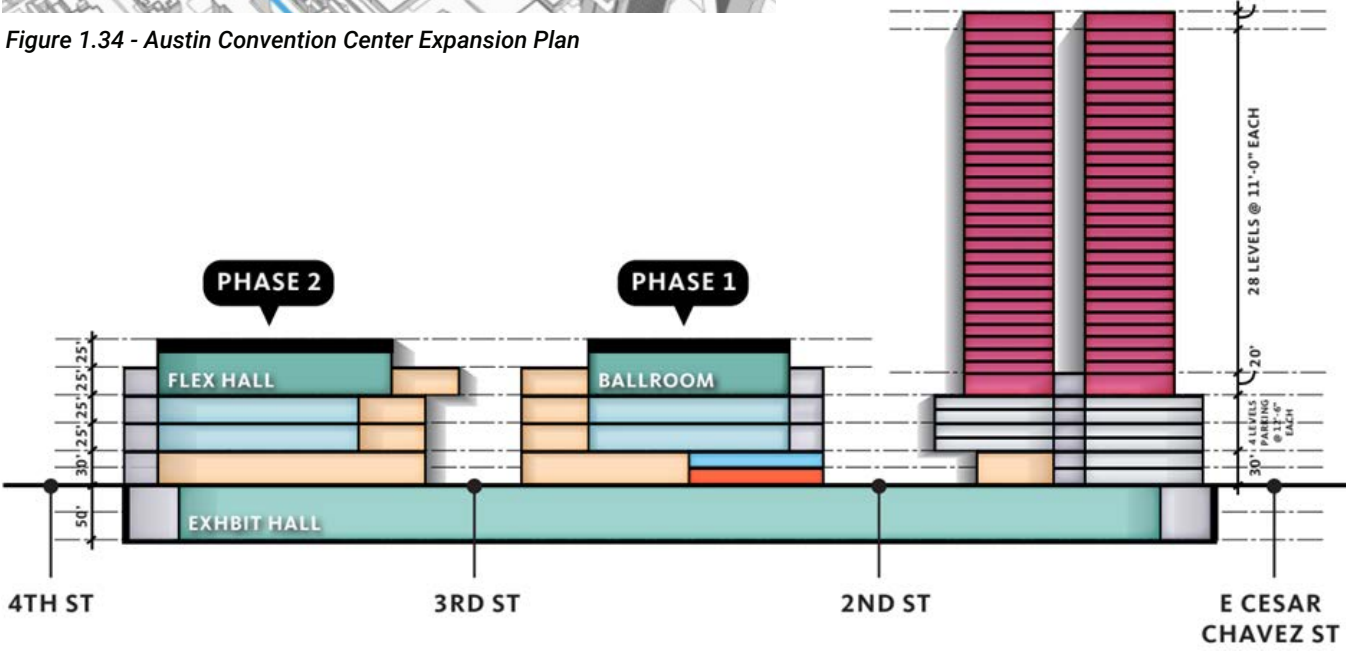 Figure 1.34 - Austin Convention Center Expansion Plan
PHASE 2
PHASE 1
FLEX HALL
BALLROOM
EXHBIT HALL
25'
25'
25'
25'
30'
50'
28 LEVELS @ 11'-0" EACH
20'
4 LEVELS
PARKING
@ 12'-6"
EACH
30'
4TH ST
3RD ST
2ND ST
E CESAR
CHAVEZ ST